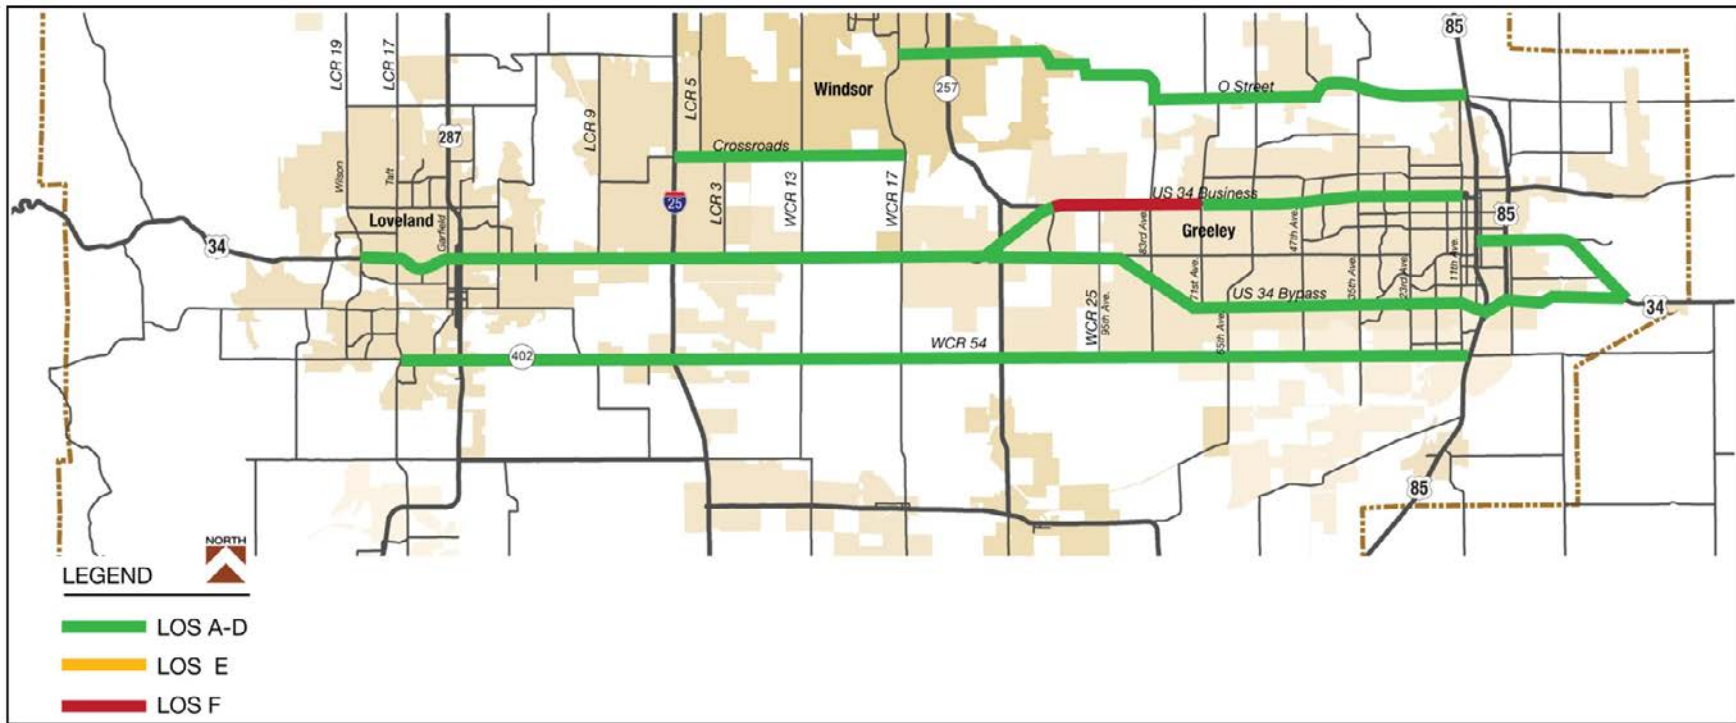 85
LCR 19
LCR 17
287
LCR 9
LCR 5
Windsor
257
O Street
Crossroads
Wilson
Taft
Loveland
Garfield
25
LCR 3
WCR 13
WCR 17
US 34 Business
83rd Ave.
Greeley
47th Ave.
85
34
71st Ave.
US 34 Bypass
35th Ave.
23rd Ave.
11th Ave.
34
WCR 25
95th Ave.
65th Ave.
WCR 54
402
85
NORTH
LEGEND
LOS A-D
LOS E
LOS F